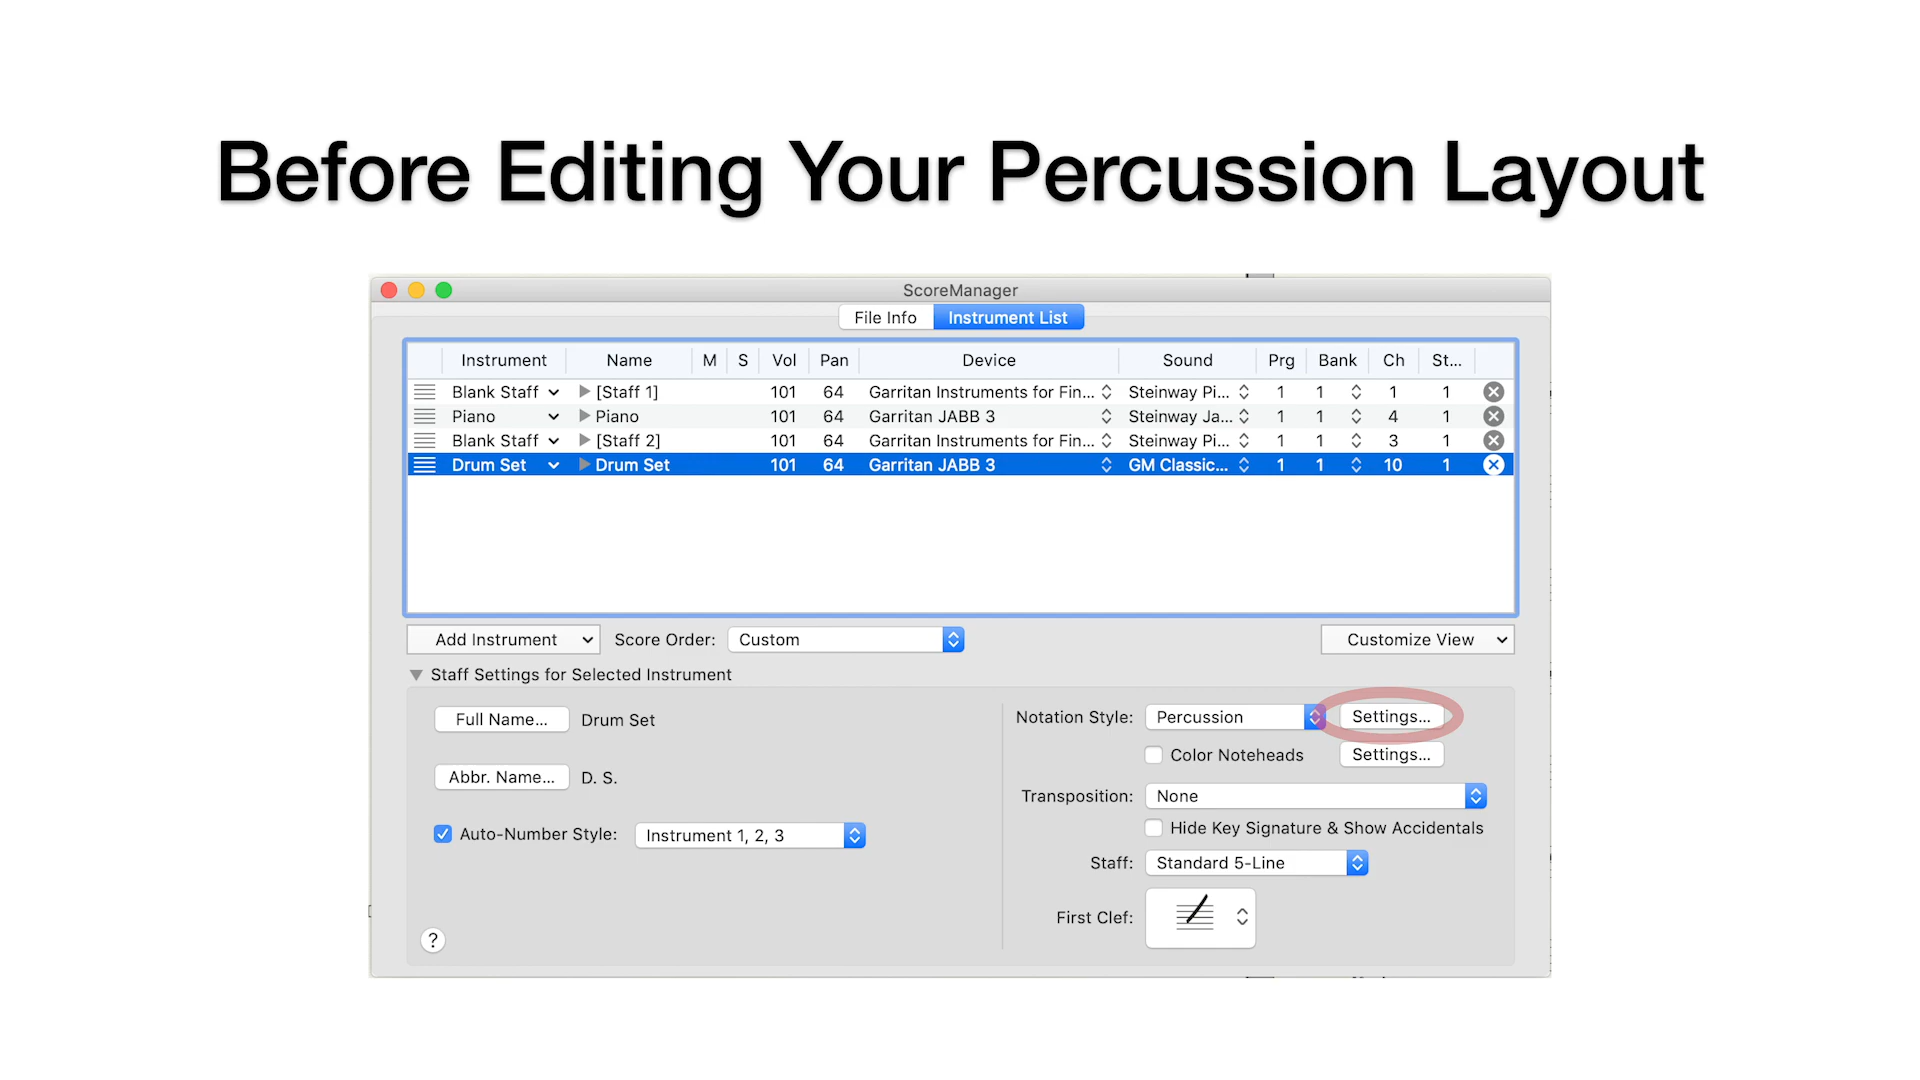 Before Editing Your Percussion Layout
ScoreManager
File Info Instrument List
Instrument Name M S Vol Pan Device Sound Prg Bank Ch St...
Blank Staff [Staff 1] 101 64 Garritan Instruments for Fin... Steinway Pi... 1 1 1 1
Piano Piano 101 64 Garritan JABB 3 Steinway Ja... 1 1 4 1
Blank Staff [Staff 2] 101 64 Garritan Instruments for Fin... Steinway Pi... 1 1 3 1
Drum Set Drum Set 101 64 Garritan JABB 3 GM Classic... 1 1 10 1
Add Instrument Score Order: Custom Customize View
Staff Settings for Selected Instrument
Full Name... Drum Set
Abbr. Name... D. S.
Auto-Number Style: Instrument 1, 2, 3
Notation Style: Percussion Settings...
Color Noteheads Settings...
Transposition: None
Hide Key Signature & Show Accidentals
Staff: Standard 5-Line
First Clef:
?